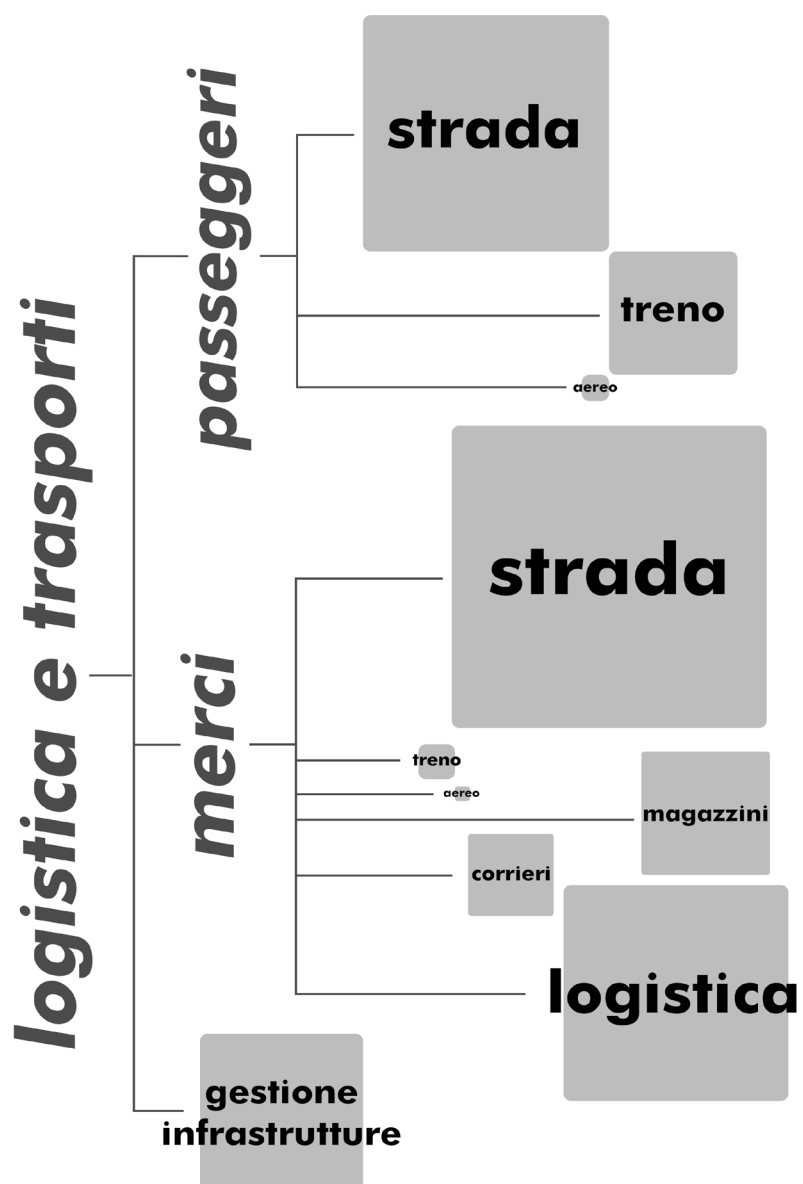 logistica e trasporti
passeggeri
strada
treno
aereo
merci
strada
treno
aereo
magazzini
corrieri
logistica
gestione
infrastrutture